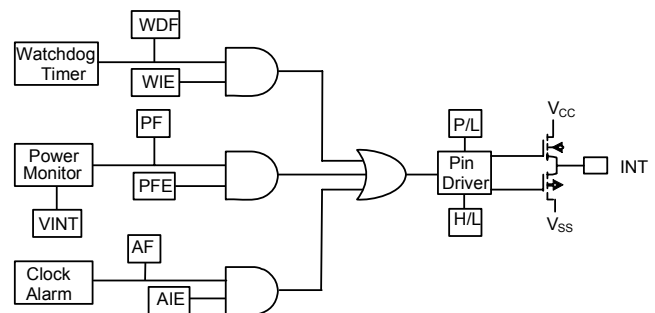 WDF
Watchdog
Timer
WIE
PF
Power
Monitor
PFE
VINT
AF
Clock
Alarm
AIE
P/L
Pin
Driver
H/L
VCC
INT
VSS